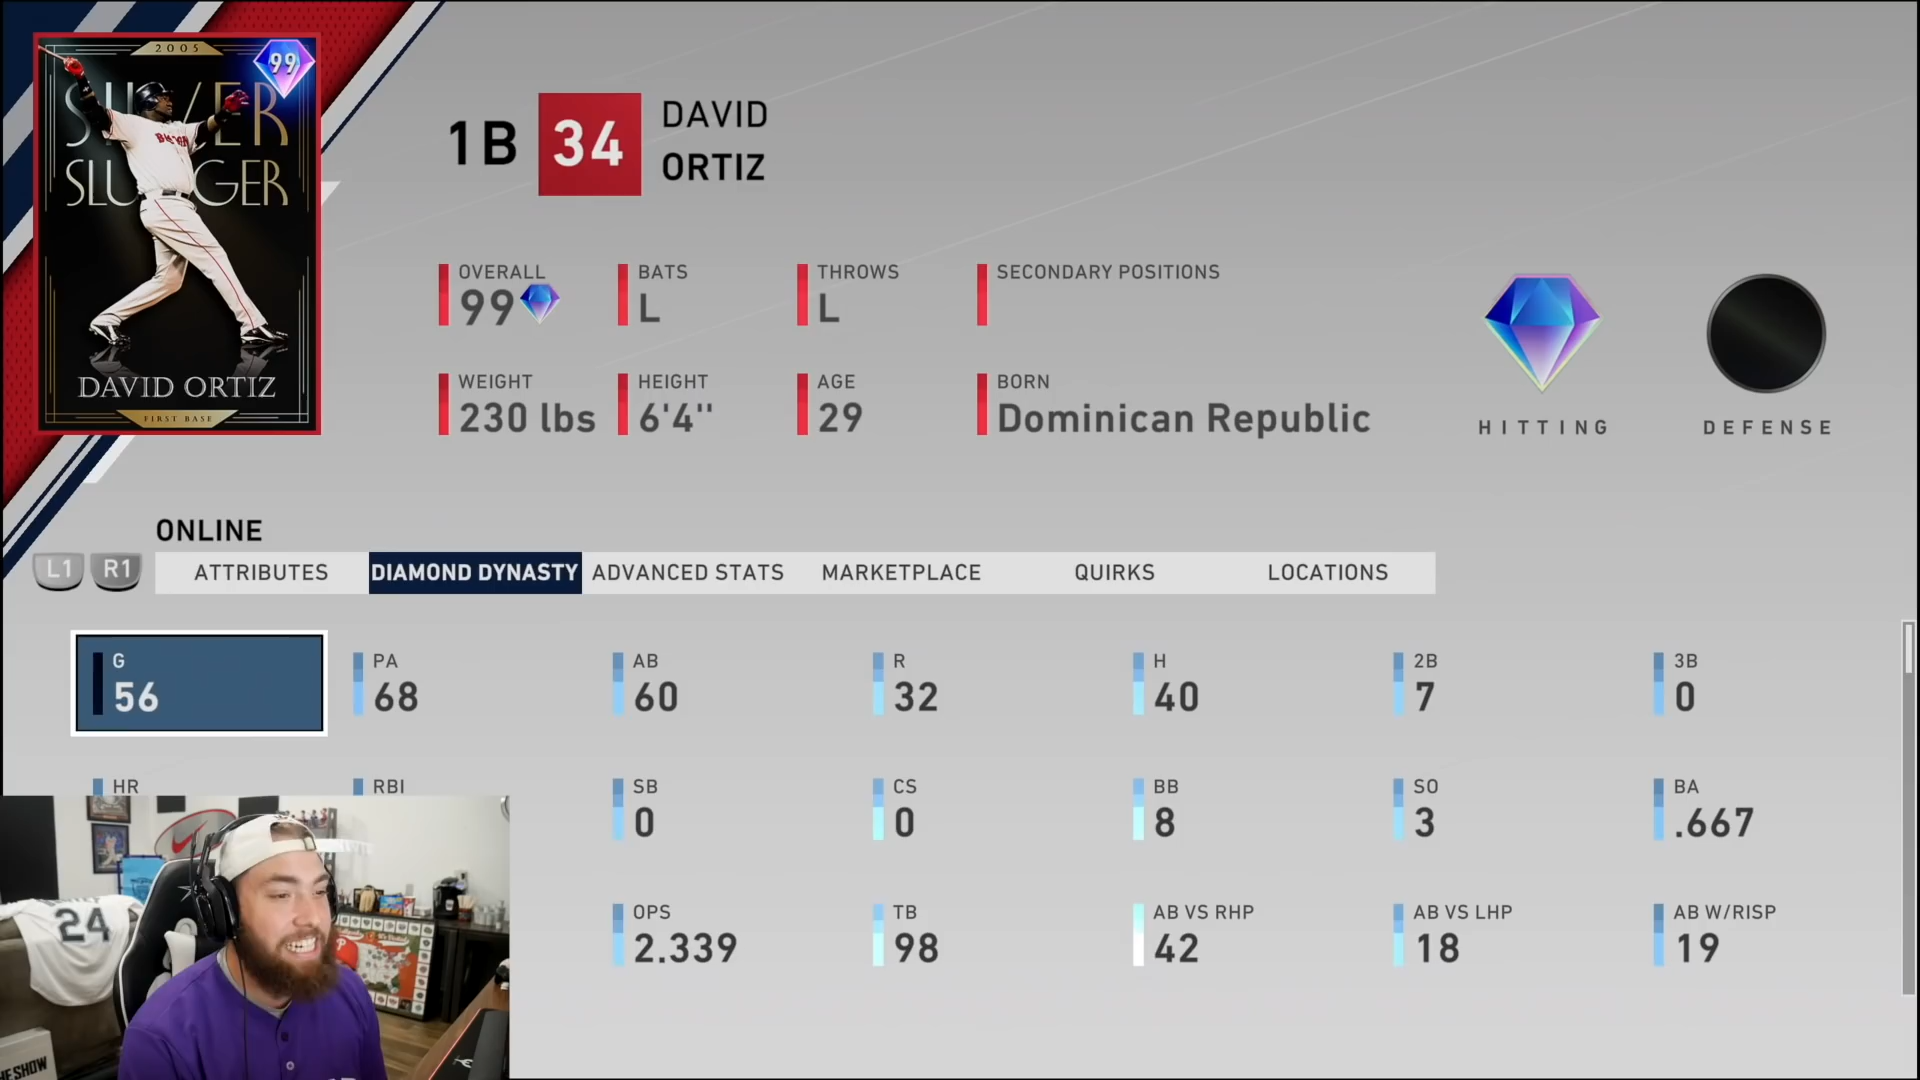 2005
99
SILVER
SLUGGER
DAVID ORTIZ
FIRST BASE
1B
34
DAVID
ORTIZ
OVERALL
99
BATS
L
THROWS
L
SECONDARY POSITIONS
WEIGHT
230 lbs
HEIGHT
6'4''
AGE
29
BORN
Dominican Republic
HITTING
DEFENSE
ONLINE
L1 R1
ATTRIBUTES DIAMOND DYNASTY ADVANCED STATS MARKETPLACE QUIRKS LOCATIONS
G
56
PA
68
AB
60
R
32
H
40
2B
7
3B
0
HR
RBI
SB
0
CS
0
BB
8
SO
3
BA
.667
OPS
2.339
TB
98
AB VS RHP
42
AB VS LHP
18
AB W/RISP
19
24
HE SHOW